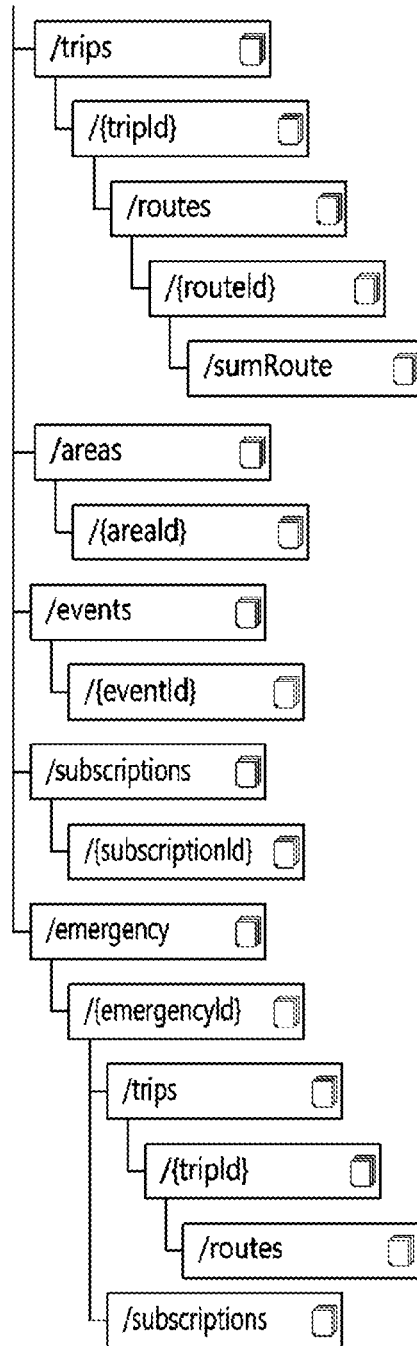 /trips
/{tripId}
/routes
/{routeId}
/sumRoute
/areas
/{areaId}
/events
/{eventId}
/subscriptions
/{subscriptionId}
/emergency
/{emergencyId}
/trips
/{tripId}
/routes
/subscriptions